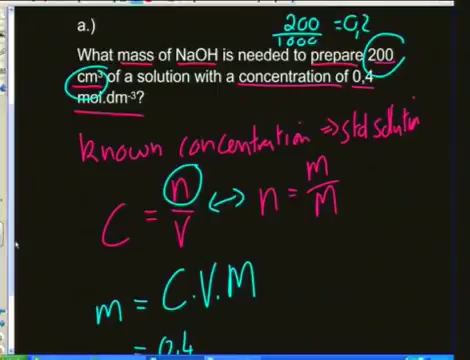 a.)
200/1000 = 0,2
What mass of NaOH is needed to prepare 200
cm³ of a solution with a concentration of 0,4
mol.dm⁻³?
known concentration ⇒ std solution
C = n/V ↔ n = m/M
m = C.V.M
= 0.4